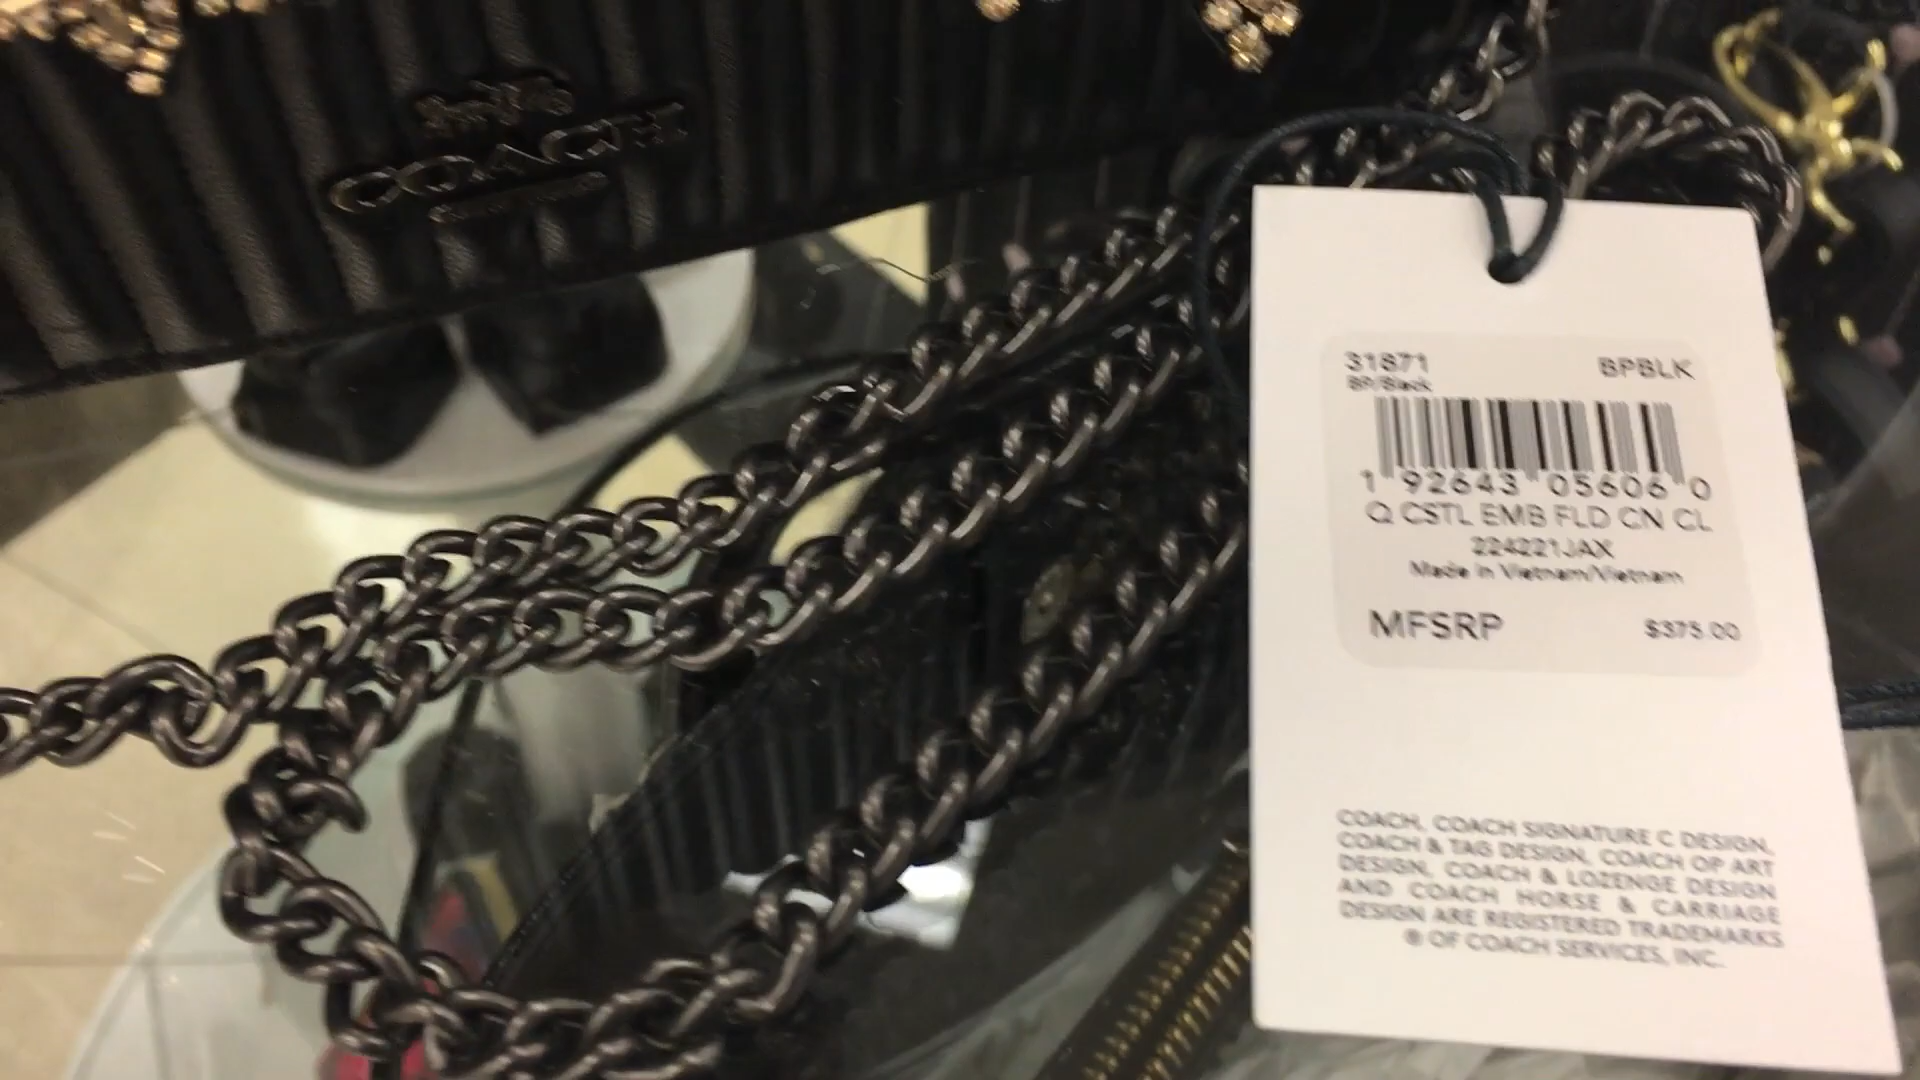 COACH
31871 BPBLK
BP/Black
1 92643 05606 0
Q CSTL EMB FLD CN CL
224221JAX
Made in Vietnam/Vietnam
MFSRP $375.00
COACH, COACH SIGNATURE C DESIGN,
COACH & TAG DESIGN, COACH OP ART
DESIGN, COACH & LOZENGE DESIGN
AND COACH HORSE & CARRIAGE
DESIGN ARE REGISTERED TRADEMARKS
® OF COACH SERVICES, INC.